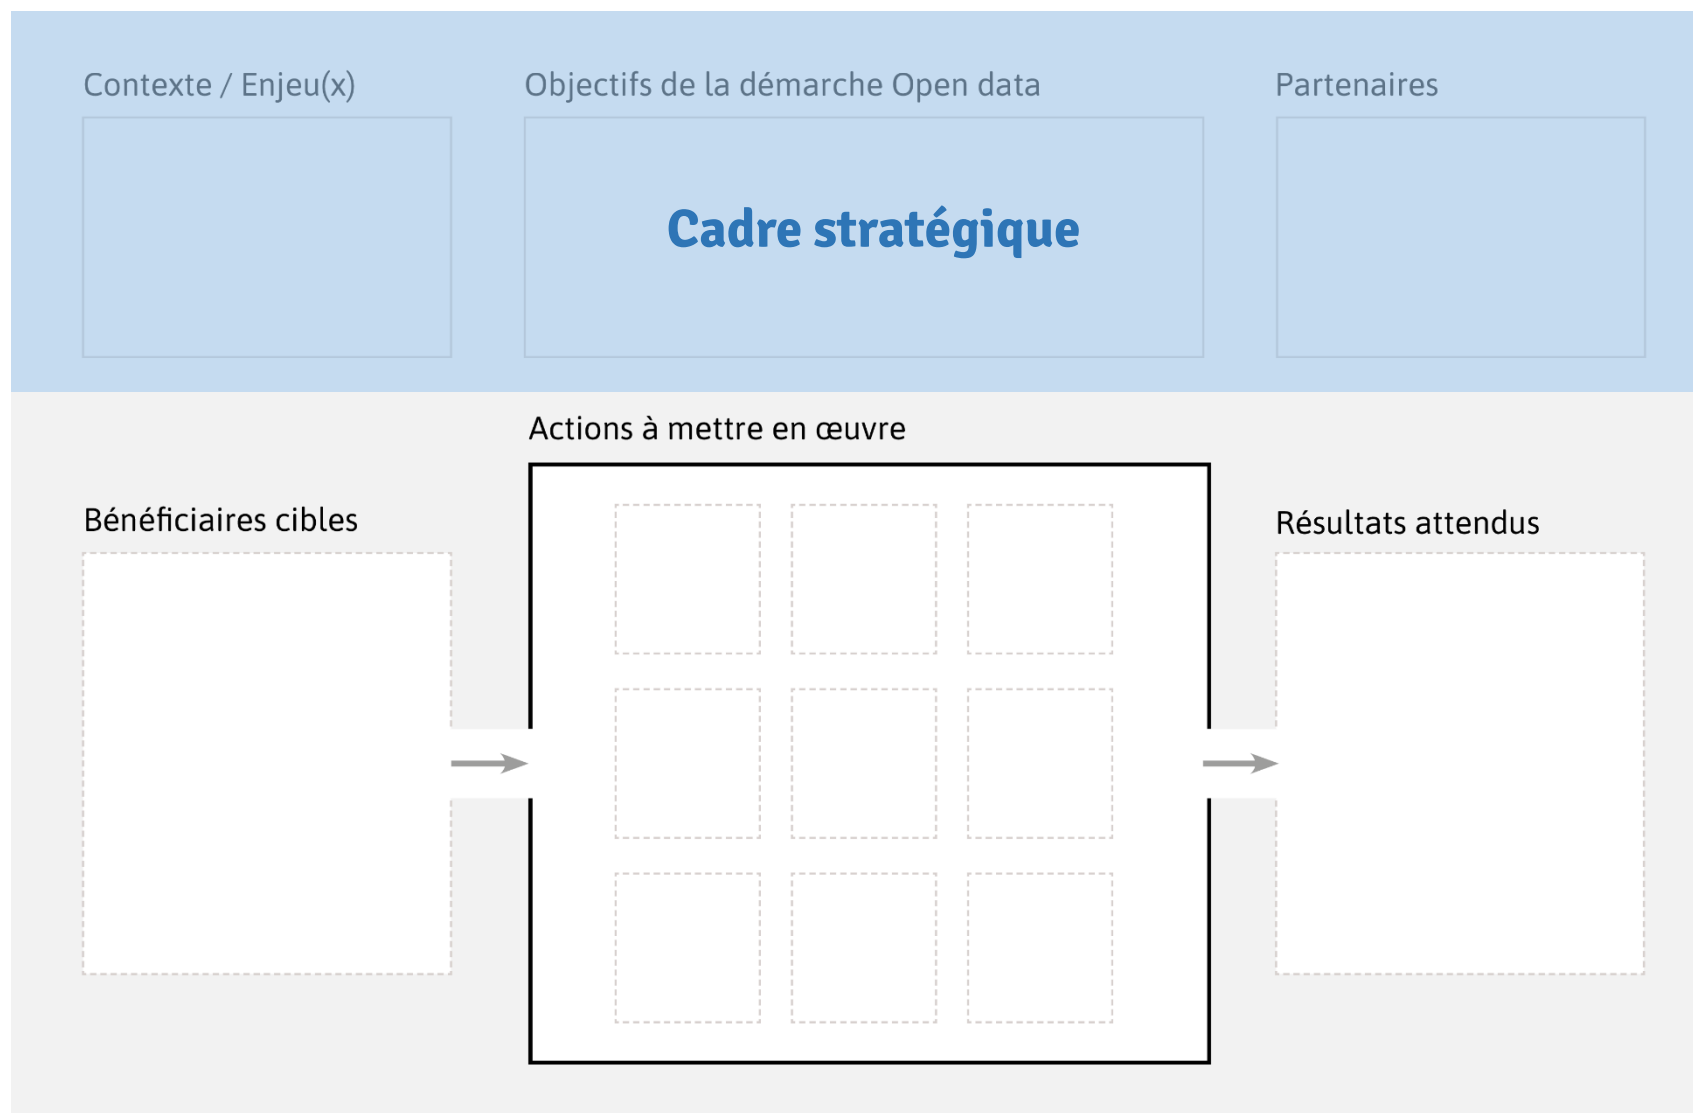 Contexte / Enjeu(x)
Objectifs de la démarche Open data
Partenaires
Cadre stratégique
Actions à mettre en œuvre
Bénéficiaires cibles
Résultats attendus